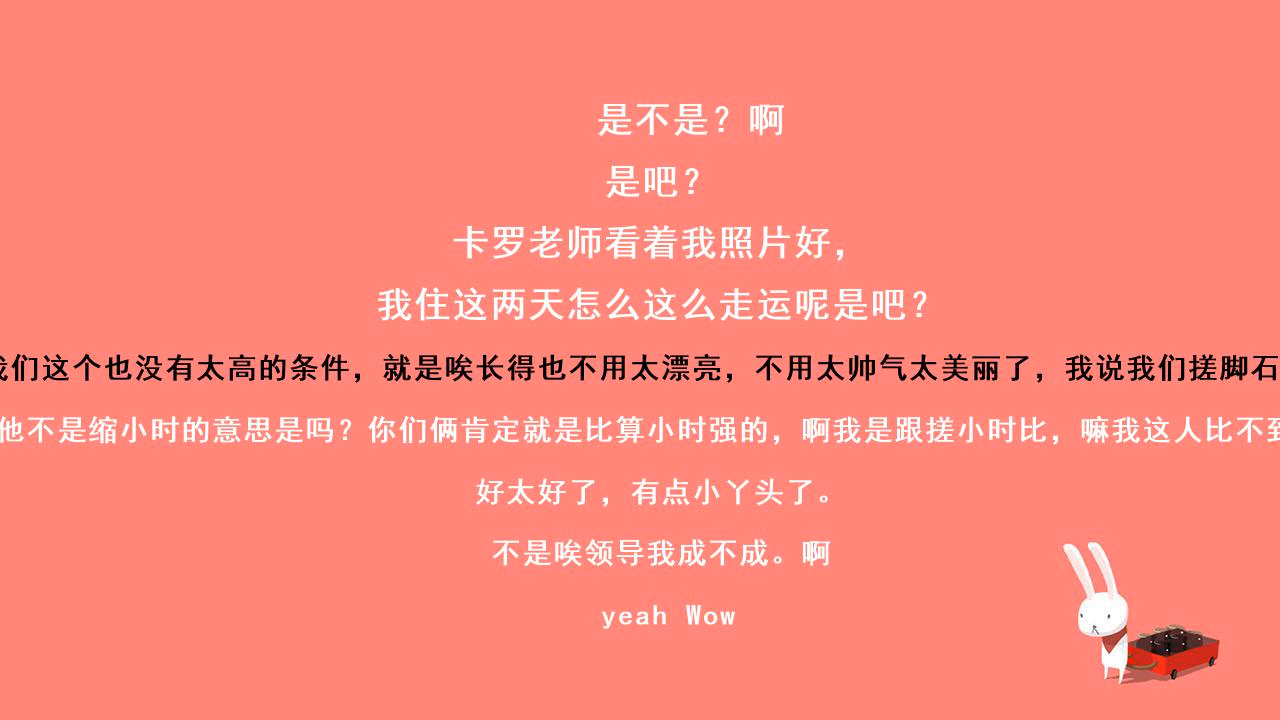 是不是？啊
是吧？
卡罗老师看着我照片好，
我住这两天怎么这么走运呢是吧？
我们这个也没有太高的条件，就是唉长得也不用太漂亮，不用太帅气太美丽了，我说我们搓脚石
他不是缩小时的意思是吗？你们俩肯定就是比算小时强的，啊我是跟搓小时比，嘛我这人比不到
好太好了，有点小丫头了。
不是唉领导我成不成。啊
yeah Wow